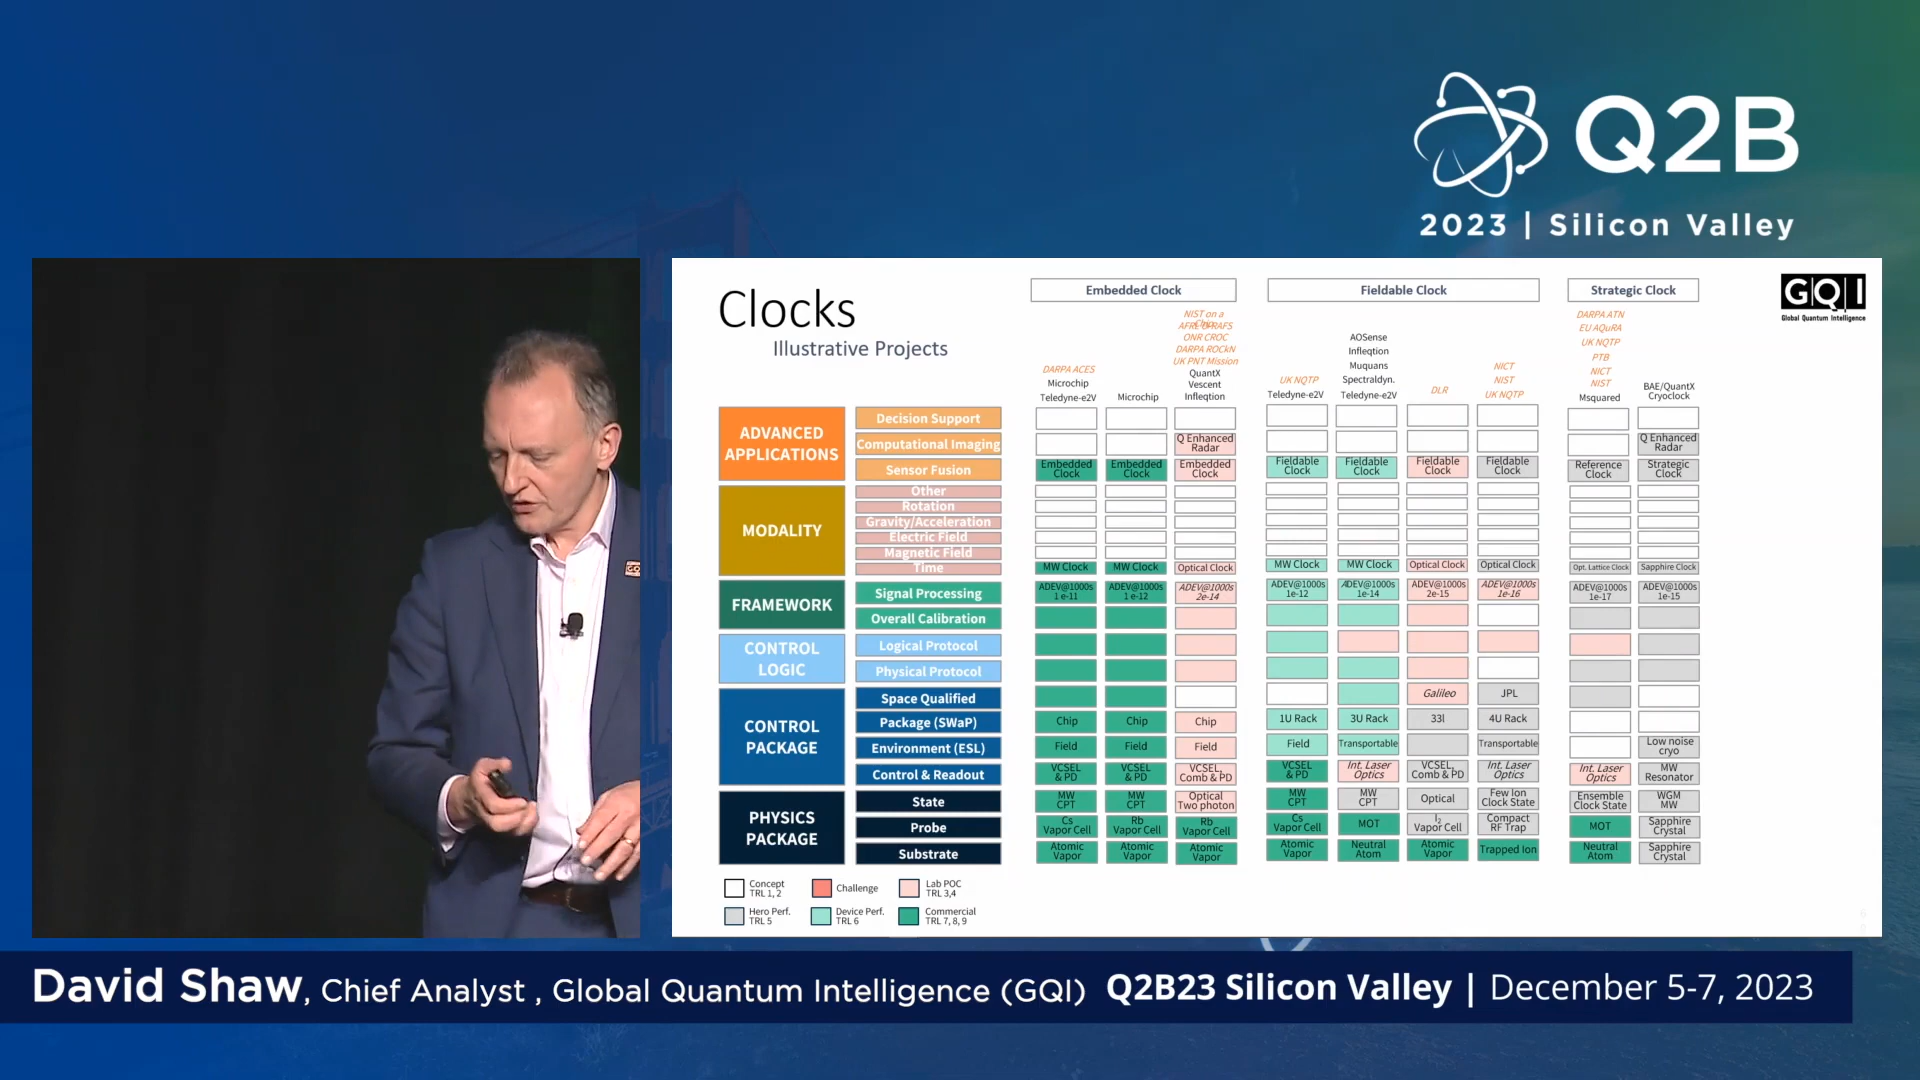 Q2B
2023 | Silicon Valley
Clocks
Illustrative Projects
GQI
Global Quantum Intelligence
Embedded Clock
Fieldable Clock
Strategic Clock
DARPA ACES
Microchip
Teledyne-e2V
Microchip
NIST on a
ONR CROC
DARPA ROCkN
UK PNT Mission
QuantX
Vescent
Infleqtion
UK NQTP
Teledyne-e2V
AOSense
Infleqtion
Muquans
Spectraldyn.
Teledyne-e2V
DLR
NICT
NIST
UK NQTP
DARPA ATN
EU AQuRA
UK NQTP
PTB
NICT
NIST
Msquared
BAE/QuantX
Cryoclock
ADVANCED
APPLICATIONS
Decision Support
Computational Imaging
Q Enhanced
Radar
Q Enhanced
Radar
Sensor Fusion
Embedded
Clock
Embedded
Clock
Embedded
Clock
Fieldable
Clock
Fieldable
Clock
Fieldable
Clock
Fieldable
Clock
Reference
Clock
Strategic
Clock
MODALITY
Other
Rotation
Gravity/Acceleration
Electric Field
Magnetic Field
Time
MW Clock
MW Clock
Optical Clock
MW Clock
MW Clock
Optical Clock
Optical Clock
Opt. Lattice Clock
Sapphire Clock
FRAMEWORK
Signal Processing
ADEV@1000s
1 e-11
ADEV@1000s
1 e-12
ADEV@1000s
2e-14
ADEV@1000s
1e-12
ADEV@1000s
1e-14
ADEV@1000s
2e-15
ADEV@1000s
1e-16
ADEV@1000s
1e-17
ADEV@1000s
1e-15
Overall Calibration
CONTROL
LOGIC
Logical Protocol
Physical Protocol
CONTROL
PACKAGE
Space Qualified
Galileo
JPL
Package (SWaP)
Chip
Chip
Chip
1U Rack
3U Rack
33l
4U Rack
Environment (ESL)
Field
Field
Field
Field
Transportable
Transportable
Low noise
cryo
Control & Readout
VCSEL
& PD
VCSEL
& PD
VCSEL,
Comb & PD
VCSEL
& PD
Int. Laser
Optics
VCSEL,
Comb & PD
Int. Laser
Optics
Int. Laser
Optics
MW
Resonator
PHYSICS
PACKAGE
State
MW
CPT
MW
CPT
Optical
Two photon
MW
CPT
MW
CPT
Optical
Few Ion
Clock State
Ensemble
Clock State
WGM
MW
Probe
Cs
Vapor Cell
Rb
Vapor Cell
Rb
Vapor Cell
Cs
Vapor Cell
MOT
I2
Vapor Cell
Compact
RF Trap
MOT
Sapphire
Crystal
Substrate
Atomic
Vapor
Atomic
Vapor
Atomic
Vapor
Atomic
Vapor
Neutral
Atom
Atomic
Vapor
Trapped Ion
Neutral
Atom
Sapphire
Crystal
Concept
TRL 1, 2
Challenge
Lab POC
TRL 3,4
Hero Perf.
TRL 5
Device Perf.
TRL 6
Commercial
TRL 7, 8, 9
David Shaw, Chief Analyst , Global Quantum Intelligence (GQI)
Q2B23 Silicon Valley | December 5-7, 2023